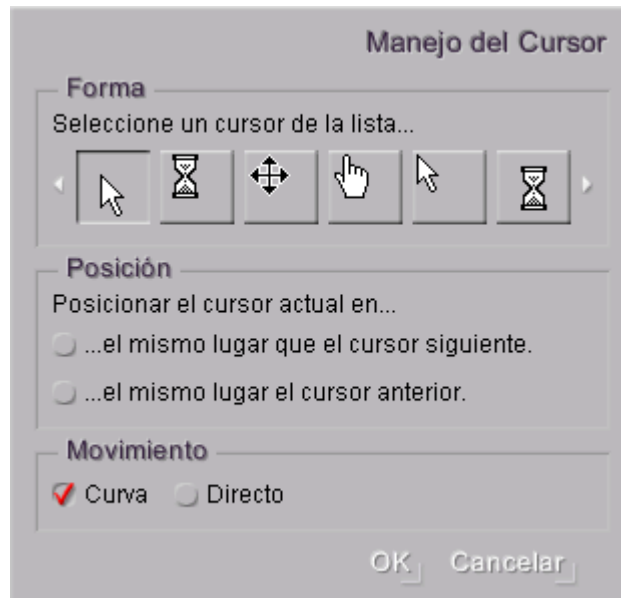 Manejo del Cursor
Forma
Seleccione un cursor de la lista...
Posición
Posicionar el cursor actual en...
...el mismo lugar que el cursor siguiente.
...el mismo lugar el cursor anterior.
Movimiento
Curva Directo
OK Cancelar